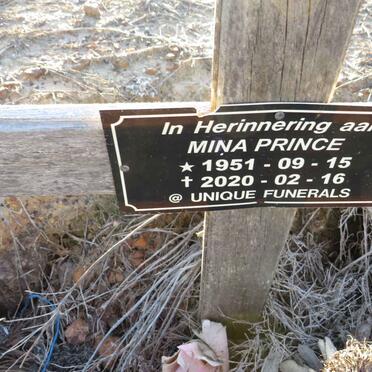 In Herinnering aan
MINA PRINCE
★ 1951 - 09 - 15
✝ 2020 - 02 - 16
@ UNIQUE FUNERALS